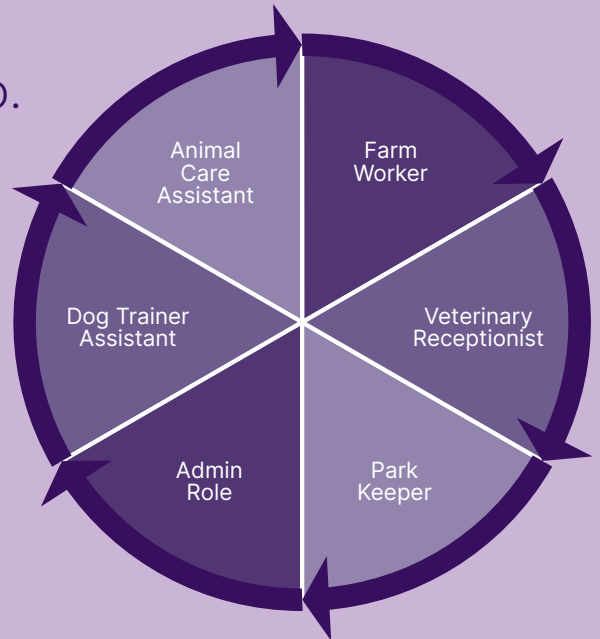 Animal
Care
Assistant
Farm
Worker
Dog Trainer
Assistant
Veterinary
Receptionist
Admin
Role
Park
Keeper